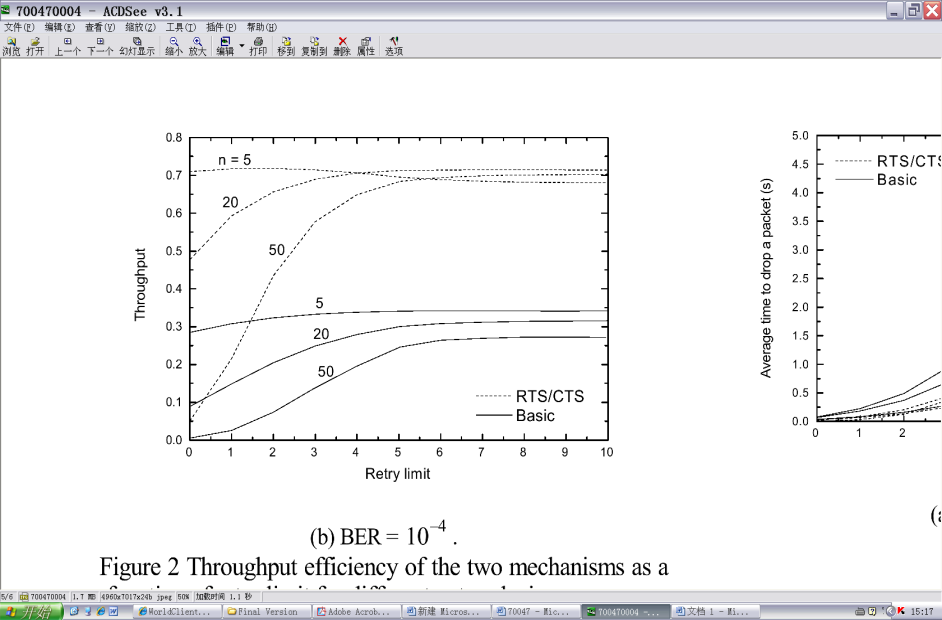 700470004 - ACDSee v3.1
文件(F) 编辑(E) 查看(V) 缩放(Z) 工具(T) 插件(P) 帮助(H)
浏览 打开 上一个 下一个 幻灯显示 缩小 放大 编辑 打印 移到 复制到 删除 属性 选项
0.8
0.7
0.6
0.5
0.4
0.3
0.2
0.1
0.0
Throughput
n = 5
20
50
5
20
50
RTS/CTS
Basic
0 1 2 3 4 5 6 7 8 9 10
Retry limit
(b) BER = 10⁻⁴ .
Figure 2 Throughput efficiency of the two mechanisms as a
5.0
4.5
4.0
3.5
3.0
2.5
2.0
1.5
1.0
0.5
0.0
Average time to drop a packet (s)
RTS/CTS
Basic
0 1 2
(a
5/6 700470004 1.7 MB 4960x7017x24b jpeg 50% 加载时间 1.1 秒
开始 WorldClient... Final Version Adobe Acrob... 新建 Micros... 70047 - Mic... 700470004 -... 文档 1 - Mi... 15:17